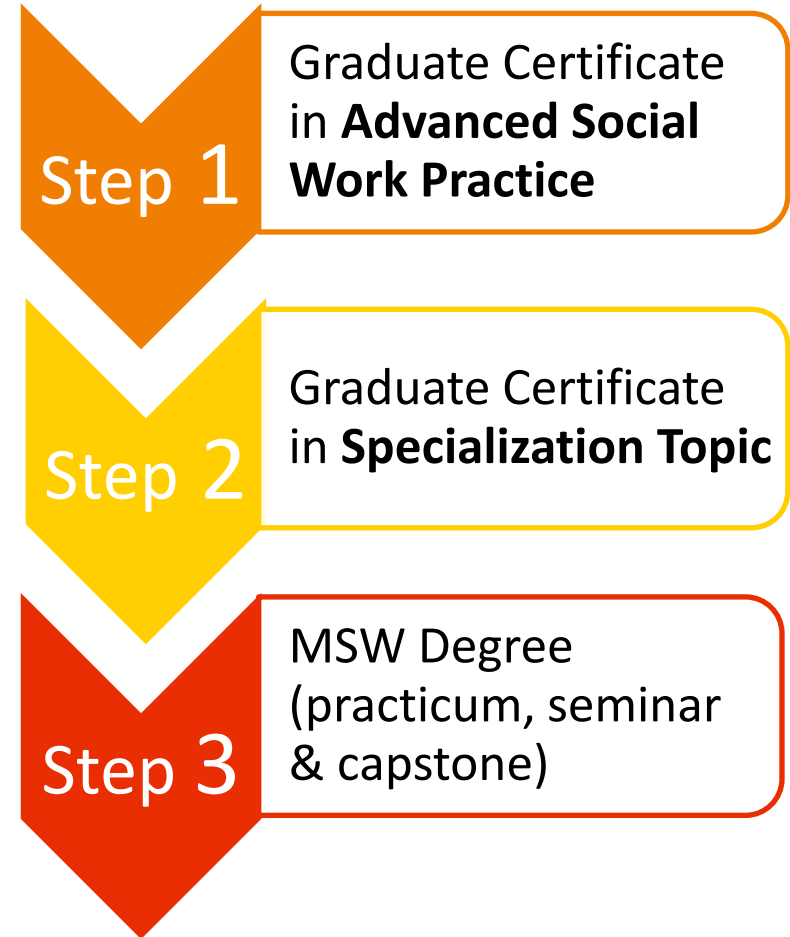 Step 1
Graduate Certificate
in Advanced Social
Work Practice
Step 2
Graduate Certificate
in Specialization Topic
Step 3
MSW Degree
(practicum, seminar
& capstone)